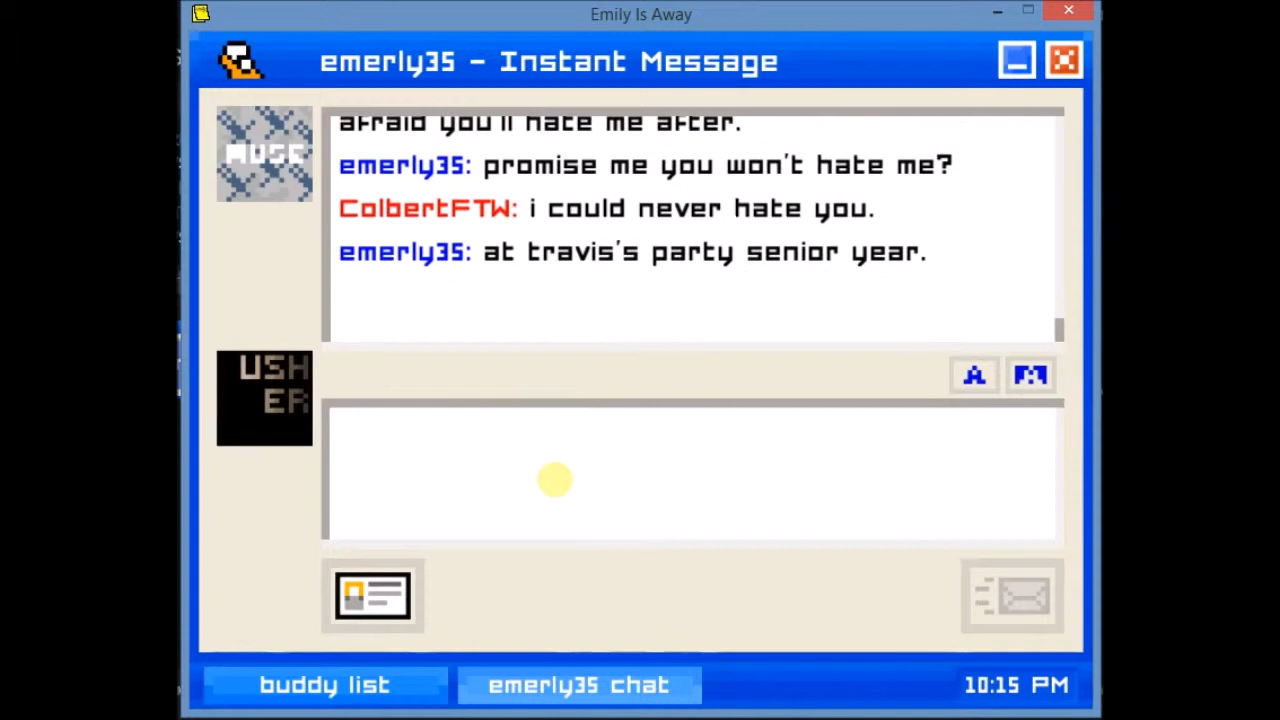 Emily Is Away
emerly35 - Instant Message
MUSE
afraid you'll hate me after.
emerly35: promise me you won't hate me?
ColbertFTW: i could never hate you.
emerly35: at travis's party senior year.
USH
ER
A
buddy list
emerly35 chat
10:15 PM